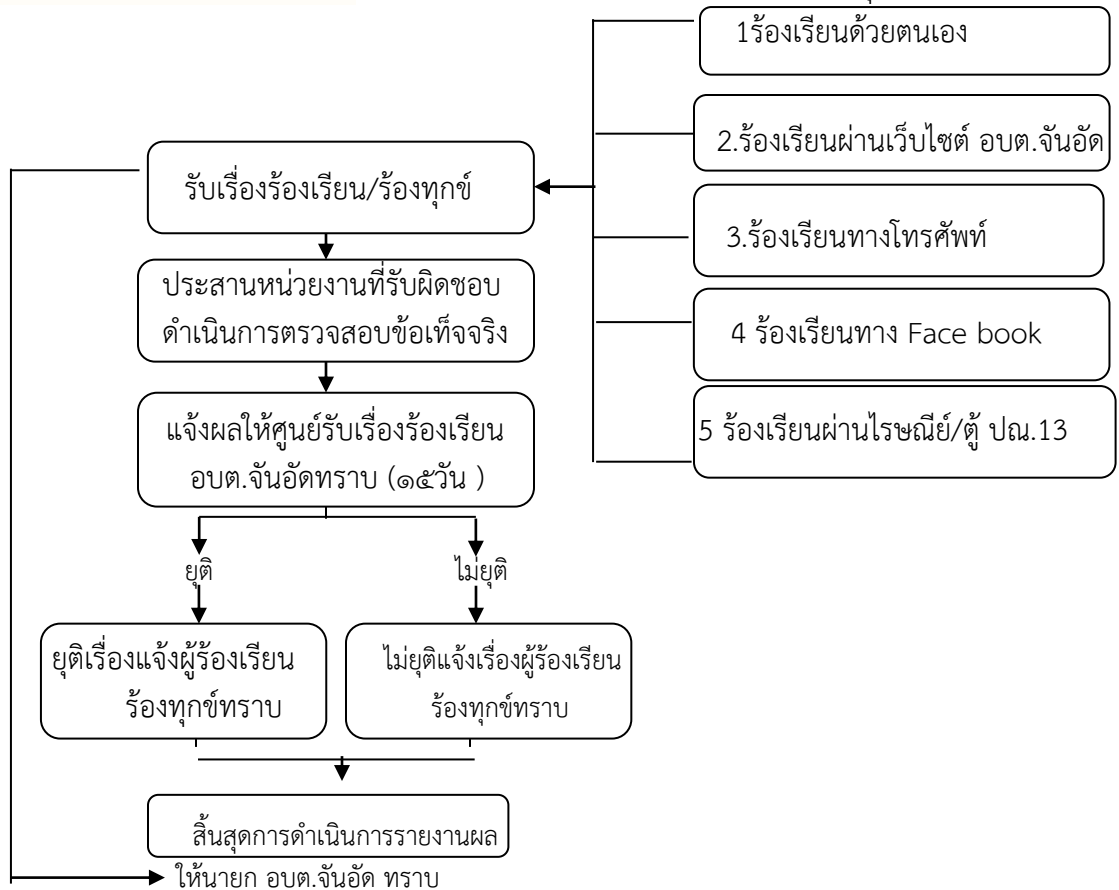 1ร้องเรียนด้วยตนเอง
2.ร้องเรียนผ่านเว็บไซต์ อบต.จันอัด
รับเรื่องร้องเรียน/ร้องทุกข์
3.ร้องเรียนทางโทรศัพท์
ประสานหน่วยงานที่รับผิดชอบ
ดำเนินการตรวจสอบข้อเท็จจริง
4 ร้องเรียนทาง Face book
แจ้งผลให้ศูนย์รับเรื่องร้องเรียน
อบต.จันอัดทราบ (๑๕วัน )
5 ร้องเรียนผ่านไรษณีย์/ตู้ ปณ.13
ยุติ
ไม่ยุติ
ยุติเรื่องแจ้งผู้ร้องเรียน
ร้องทุกข์ทราบ
ไม่ยุติแจ้งเรื่องผู้ร้องเรียน
ร้องทุกข์ทราบ
สิ้นสุดการดำเนินการรายงานผล
ให้นายก อบต.จันอัด ทราบ